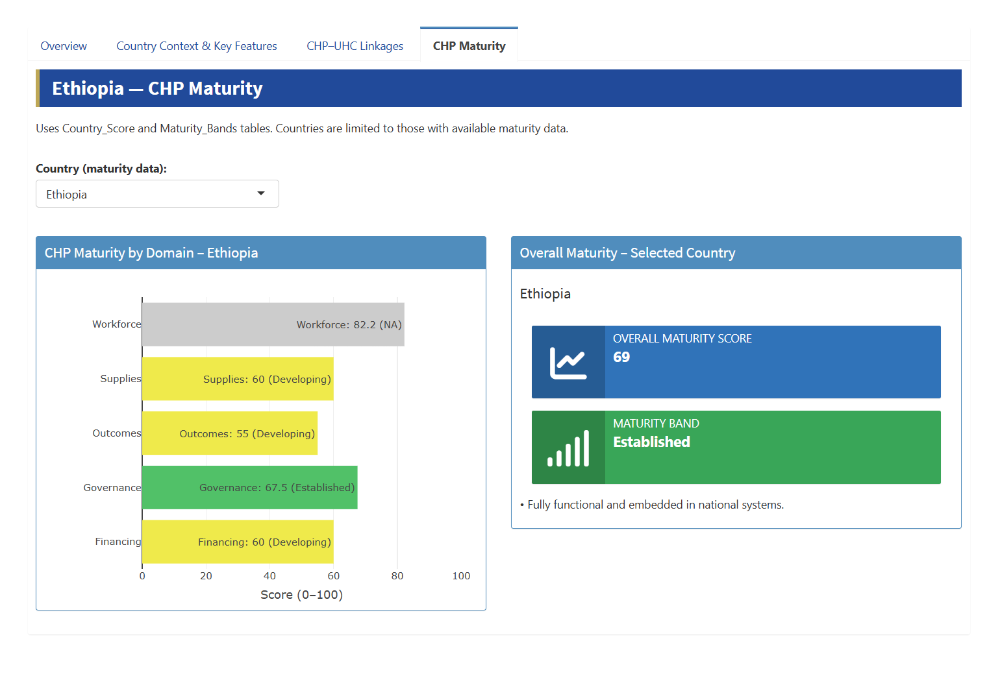 Overview Country Context & Key Features CHP–UHC Linkages CHP Maturity
Ethiopia — CHP Maturity
Uses Country_Score and Maturity_Bands tables. Countries are limited to those with available maturity data.
Country (maturity data):
Ethiopia
CHP Maturity by Domain – Ethiopia
Workforce Workforce: 82.2 (NA)
Supplies Supplies: 60 (Developing)
Outcomes Outcomes: 55 (Developing)
Governance Governance: 67.5 (Established)
Financing Financing: 60 (Developing)
0 20 40 60 80 100
Score (0–100)
Overall Maturity – Selected Country
Ethiopia
OVERALL MATURITY SCORE
69
MATURITY BAND
Established
• Fully functional and embedded in national systems.